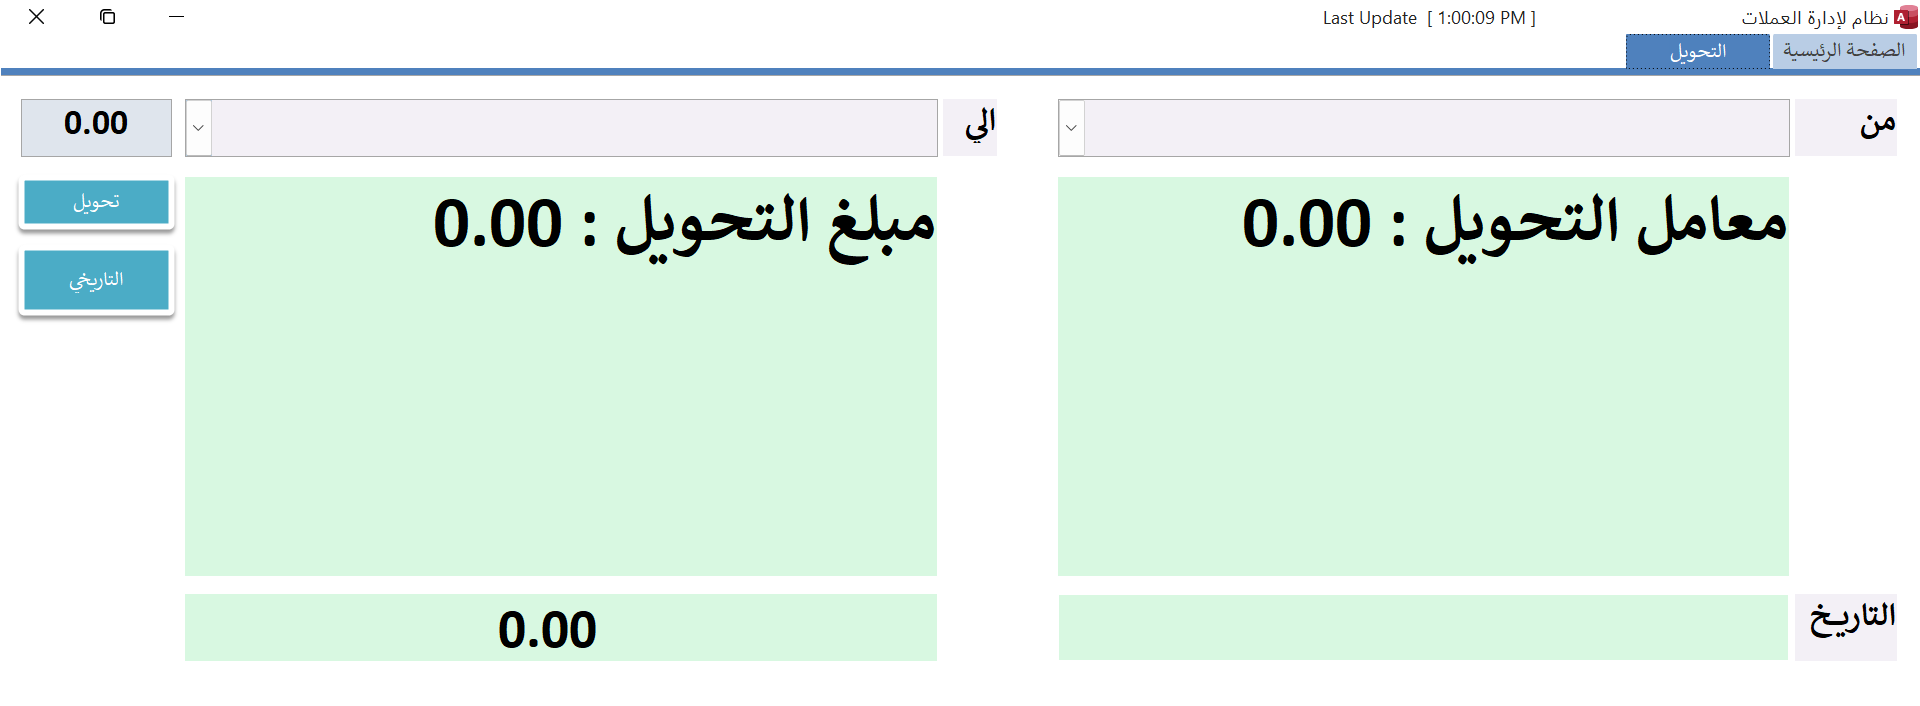 نظام لإدارة العملات
Last Update [ 1:00:09 PM ]
الصفحة الرئيسية
التحويل
من
الي
0.00
معامل التحويل : 0.00
مبلغ التحويل : 0.00
تحويل
التاريخي
التاريخ
0.00